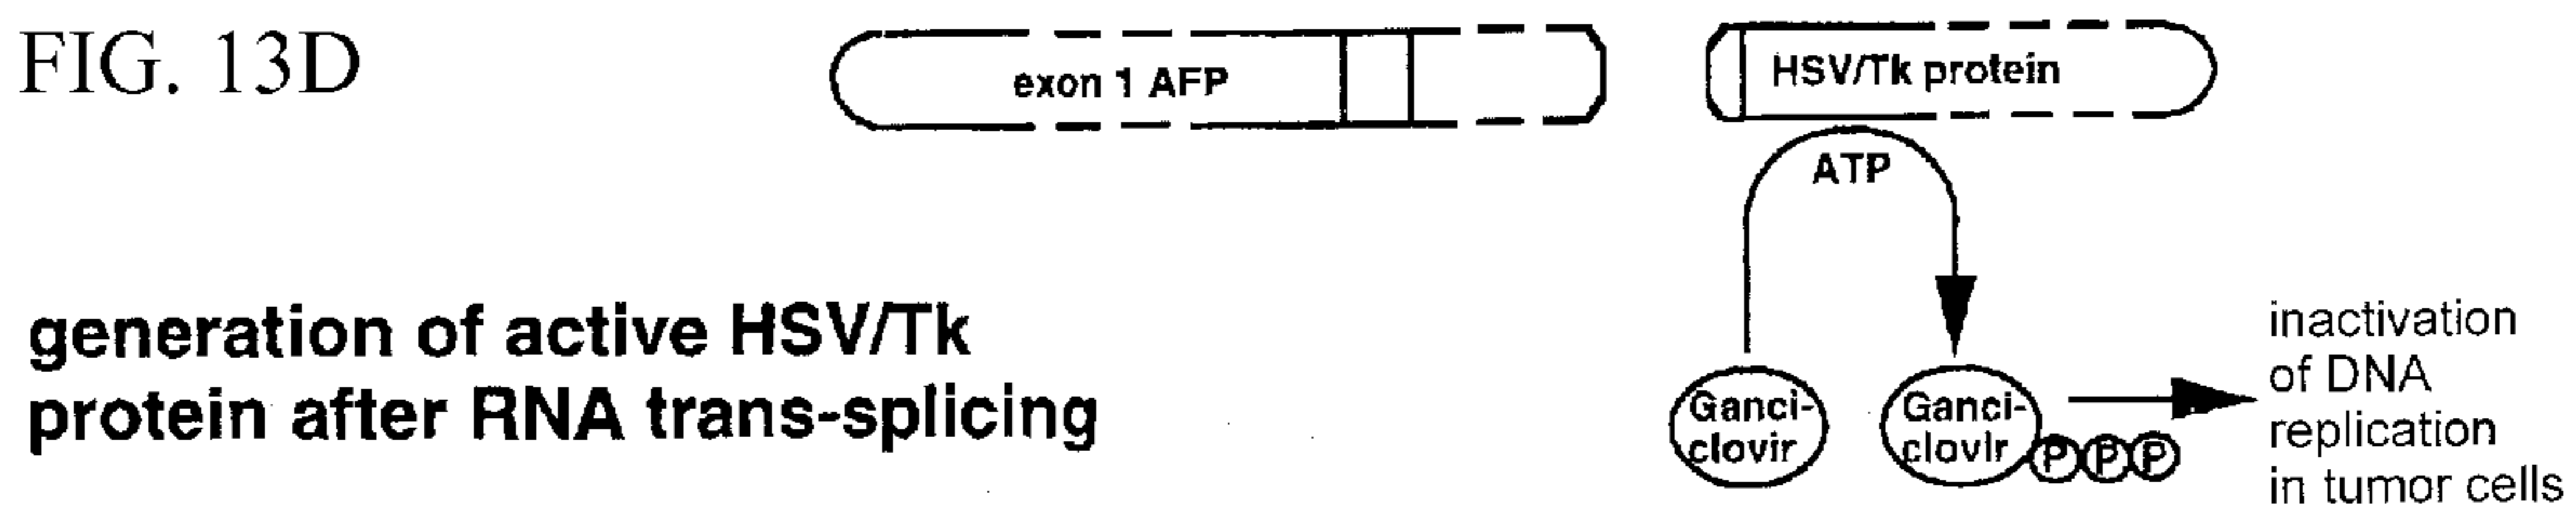 FIG. 13D
exon 1 AFP
HSV/Tk protein
ATP
generation of active HSV/Tk
protein after RNA trans-splicing
Ganci-
clovir
Ganci-
clovir
P P P
inactivation
of DNA
replication
in tumor cells